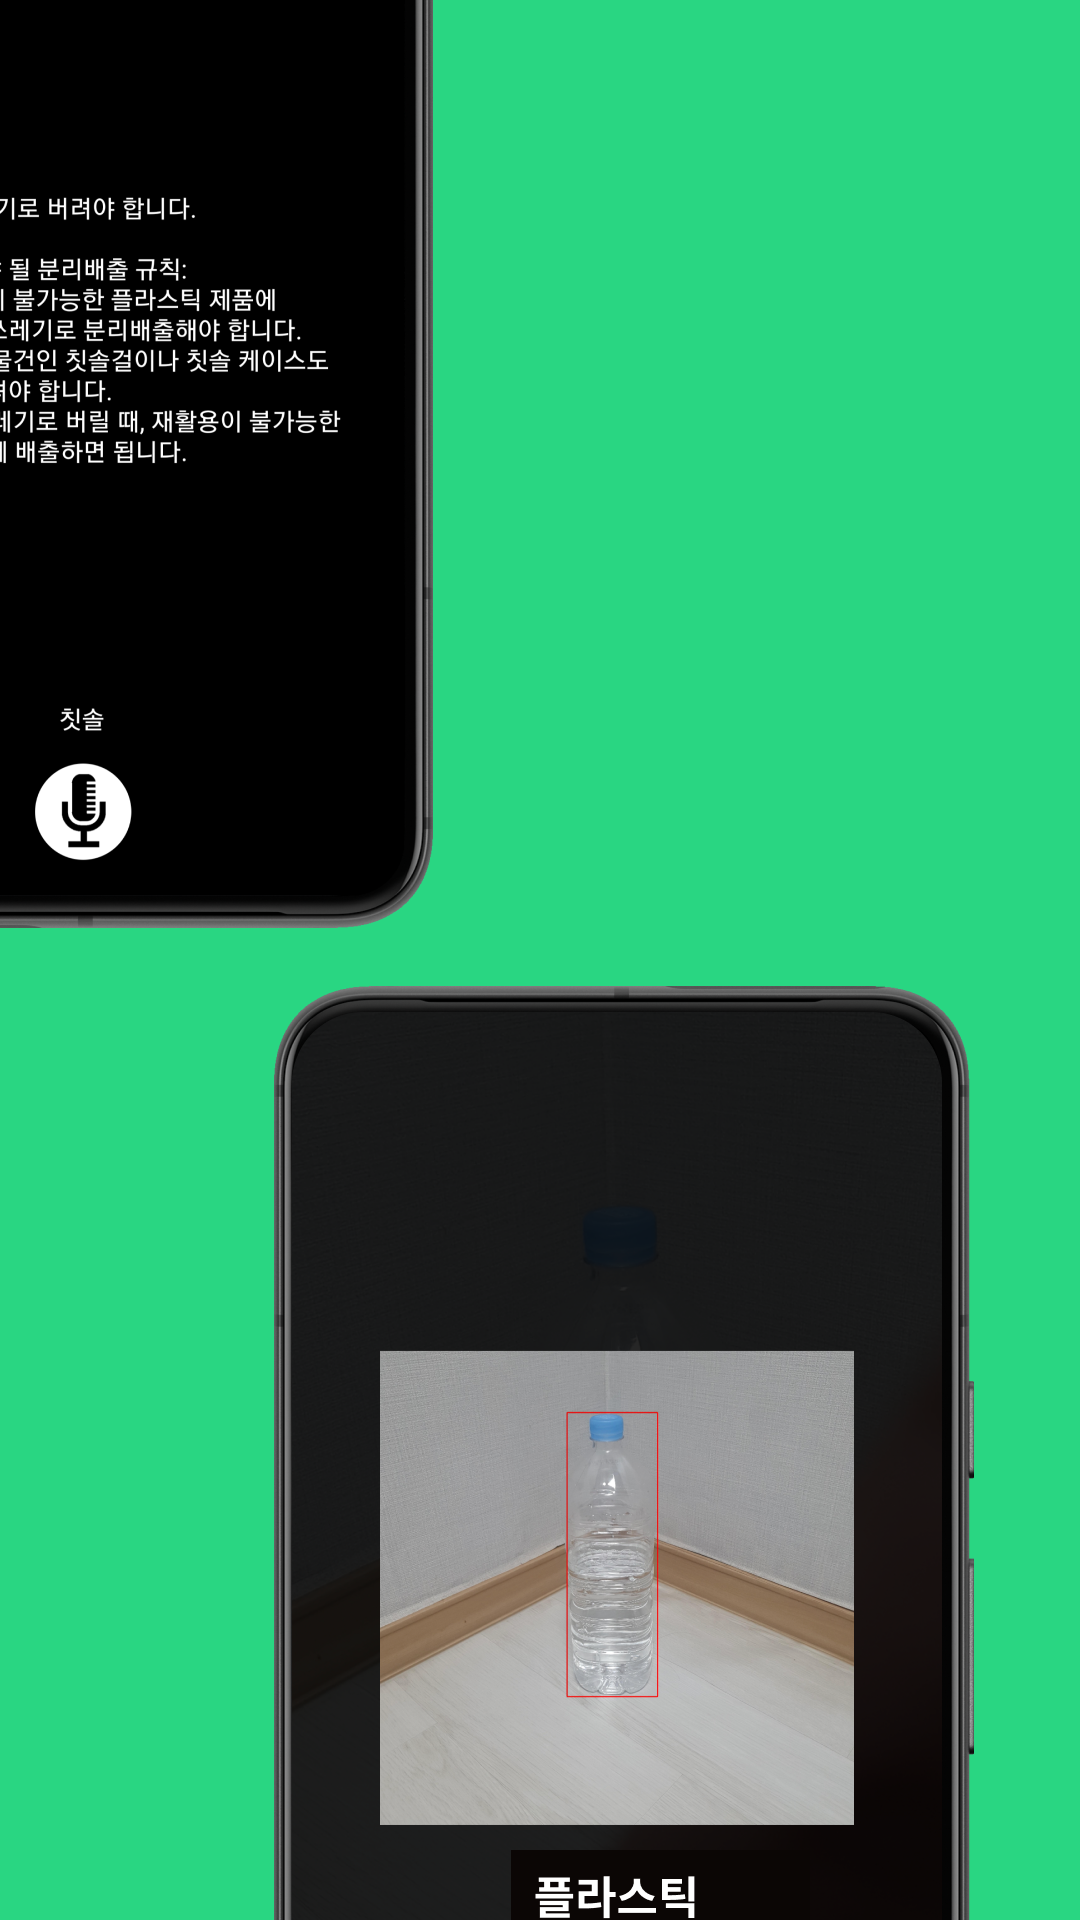 기로 버려야 합니다.
될 분리배출 규칙:
불가능한 플라스틱 제품에
쓰레기로 분리배출해야 합니다.
물건인 칫솔걸이나 칫솔 케이스도
려야 합니다.
레기로 버릴 때, 재활용이 불가능한
배출하면 됩니다.
칫솔
플라스틱